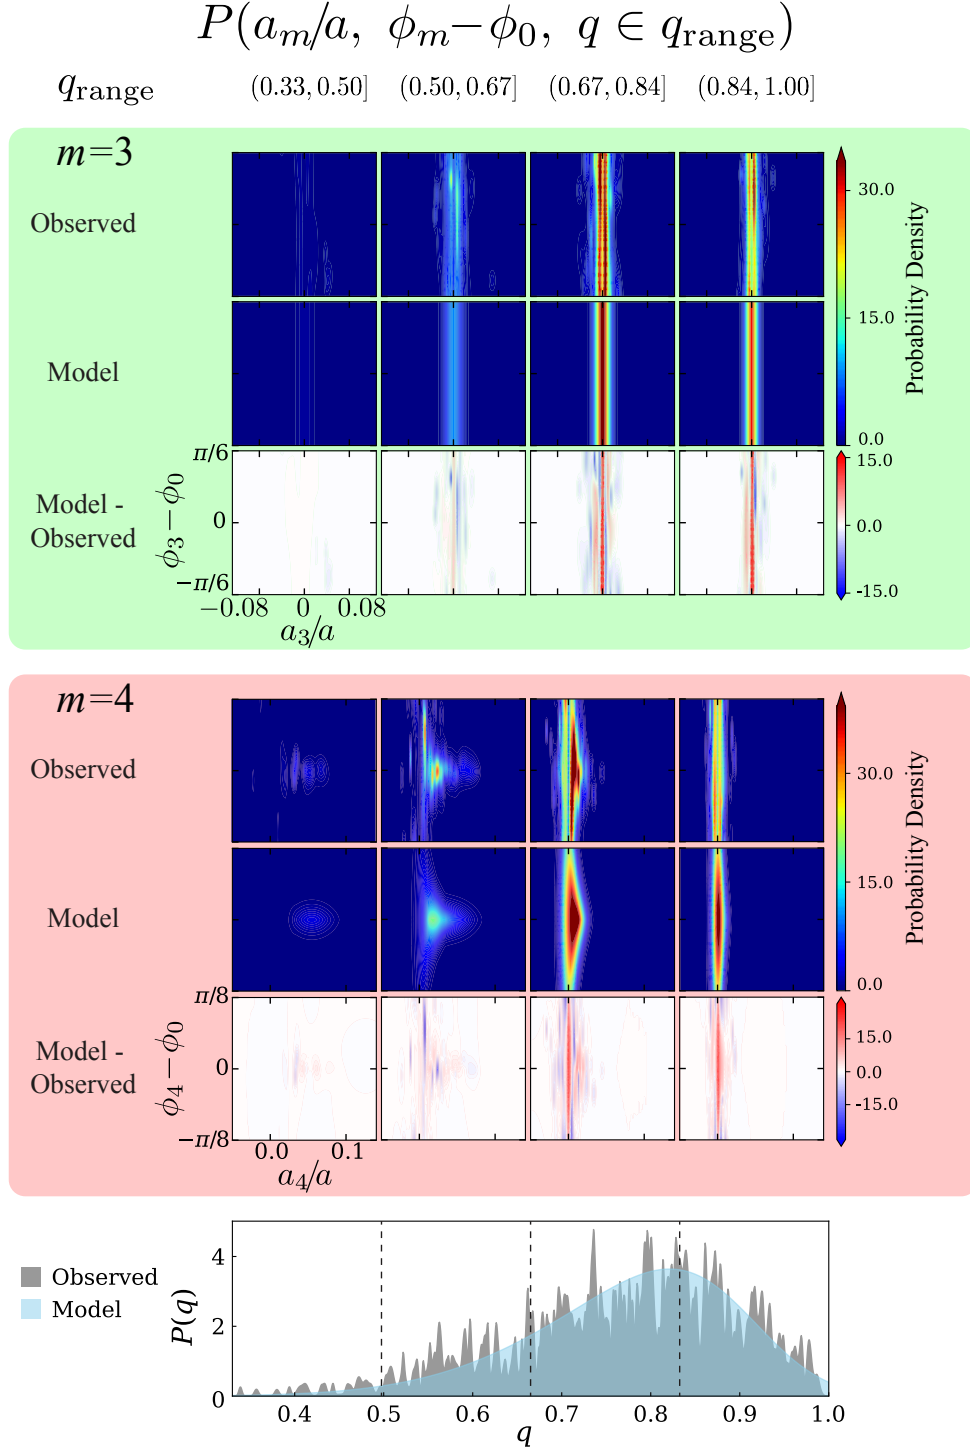 P(a_m/a, ϕ_m−ϕ_0, q ∈ q_range)
q_range (0.33, 0.50] (0.50, 0.67] (0.67, 0.84] (0.84, 1.00]
m=3
Observed
Model
Model -
Observed
30.0
15.0
0.0
Probability Density
15.0
0.0
-15.0
π/6
0
−π/6
ϕ_3−ϕ_0
−0.08 0 0.08
a_3/a
m=4
Observed
Model
Model -
Observed
30.0
15.0
0.0
Probability Density
15.0
0.0
-15.0
π/8
0
−π/8
ϕ_4−ϕ_0
0.0 0.1
a_4/a
Observed
Model
P(q)
4
2
0
0.4 0.5 0.6 0.7 0.8 0.9 1.0
q